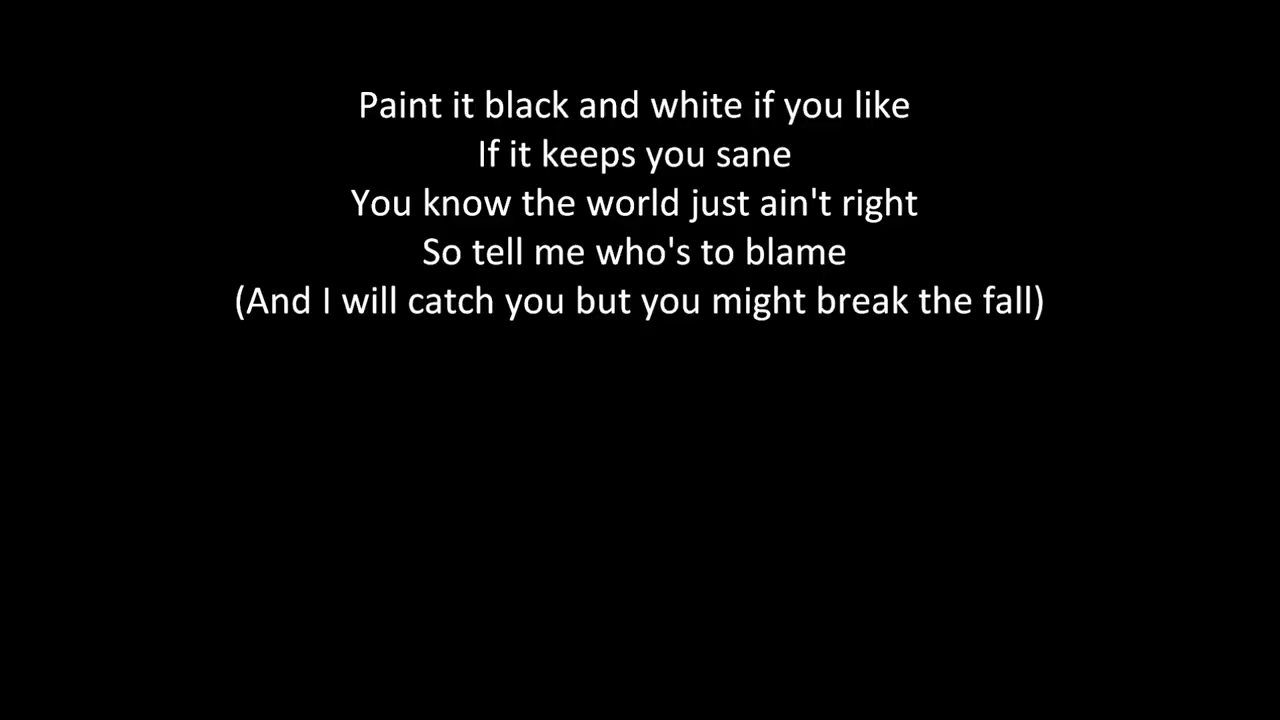 Paint it black and white if you like
If it keeps you sane
You know the world just ain't right
So tell me who's to blame
(And I will catch you but you might break the fall)